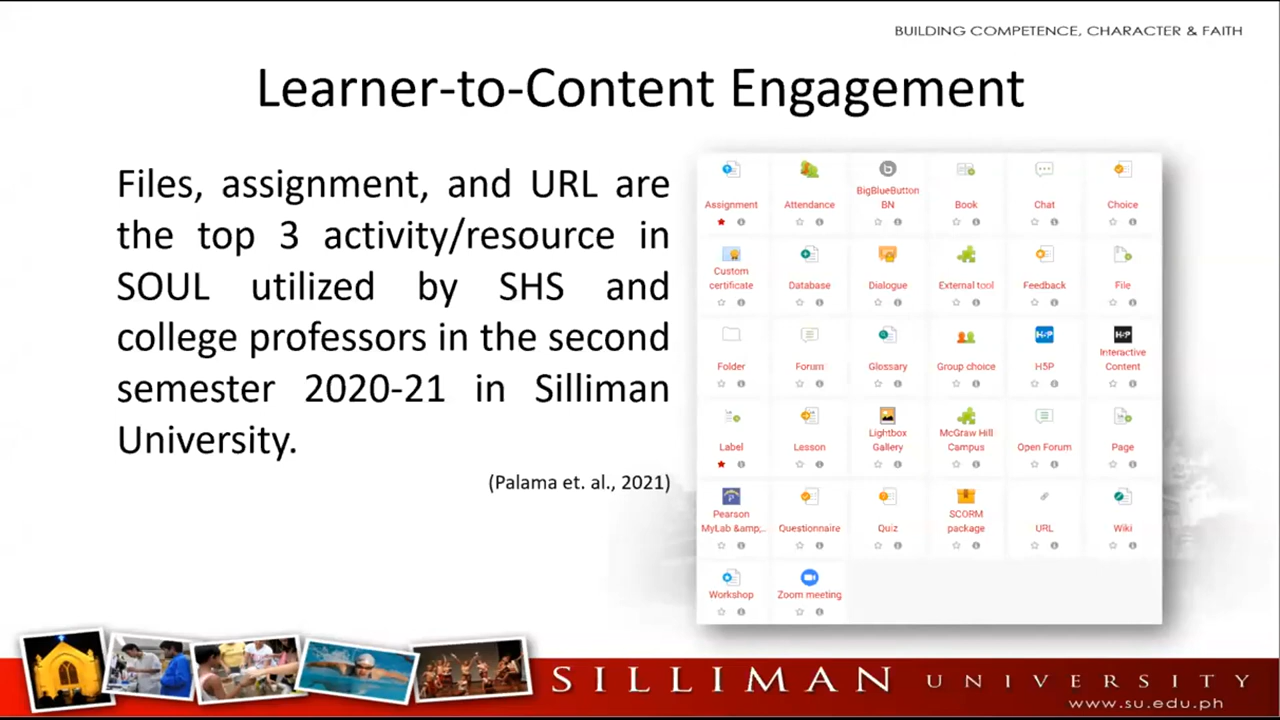 BUILDING COMPETENCE, CHARACTER & FAITH
Learner-to-Content Engagement
Files, assignment, and URL are
the top 3 activity/resource in
SOUL utilized by SHS and
college professors in the second
semester 2020-21 in Silliman
University.
(Palama et. al., 2021)
Assignment
Attendance
BigBlueButton
BN
Book
Chat
Choice
Custom
certificate
Database
Dialogue
External tool
Feedback
File
Folder
Forum
Glossary
Group choice
H5P
H5P
Interactive
Content
H5P
Label
Lesson
Lightbox
Gallery
McGraw Hill
Campus
Open Forum
Page
Pearson
MyLab &amp;...
Questionnaire
Quiz
SCORM
package
URL
Wiki
Workshop
Zoom meeting
SILLIMAN UNIVERSITY
www.su.edu.ph